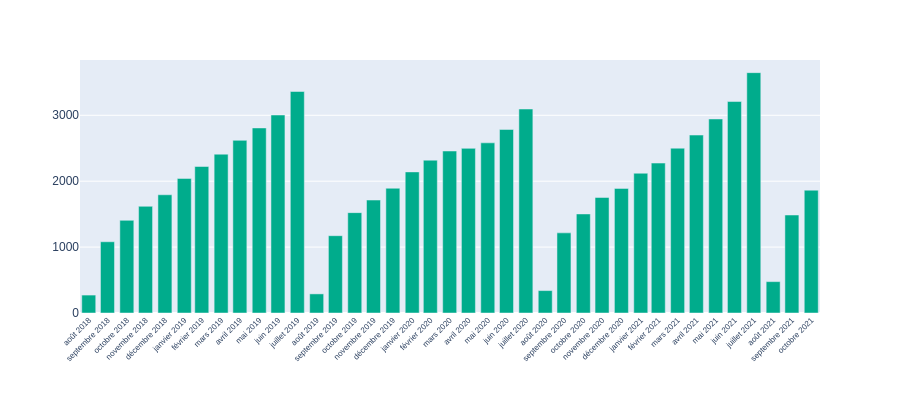 3000
2000
1000
0
août 2018
septembre 2018
octobre 2018
novembre 2018
décembre 2018
janvier 2019
février 2019
mars 2019
avril 2019
mai 2019
juin 2019
juillet 2019
août 2019
septembre 2019
octobre 2019
novembre 2019
décembre 2019
janvier 2020
février 2020
mars 2020
avril 2020
mai 2020
juin 2020
juillet 2020
août 2020
septembre 2020
octobre 2020
novembre 2020
décembre 2020
janvier 2021
février 2021
mars 2021
avril 2021
mai 2021
juin 2021
juillet 2021
août 2021
septembre 2021
octobre 2021